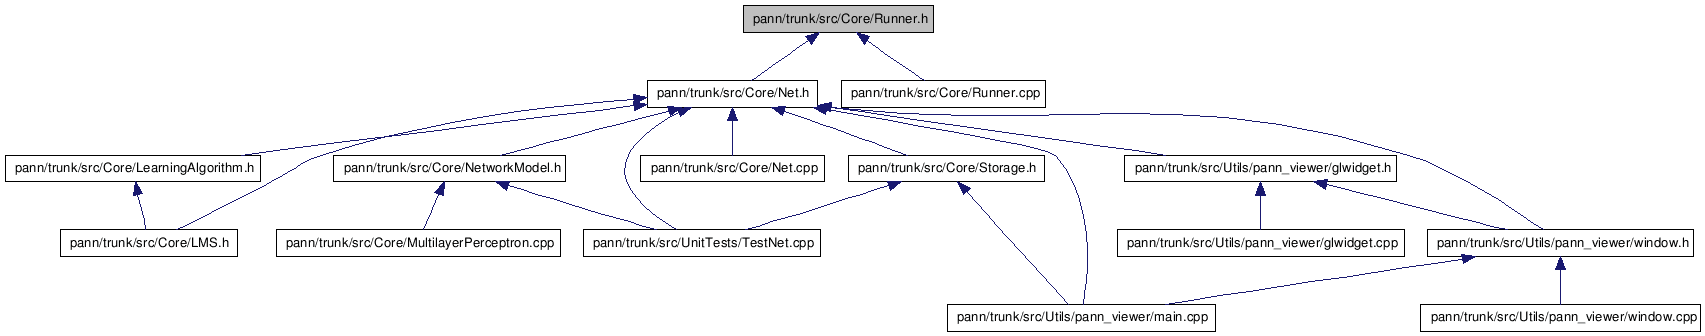 pann/trunk/src/Core/Runner.h
pann/trunk/src/Core/Net.h
pann/trunk/src/Core/Runner.cpp
pann/trunk/src/Core/LearningAlgorithm.h
pann/trunk/src/Core/NetworkModel.h
pann/trunk/src/Core/Net.cpp
pann/trunk/src/Core/Storage.h
pann/trunk/src/Utils/pann_viewer/glwidget.h
pann/trunk/src/Core/LMS.h
pann/trunk/src/Core/MultilayerPerceptron.cpp
pann/trunk/src/UnitTests/TestNet.cpp
pann/trunk/src/Utils/pann_viewer/glwidget.cpp
pann/trunk/src/Utils/pann_viewer/window.h
pann/trunk/src/Utils/pann_viewer/main.cpp
pann/trunk/src/Utils/pann_viewer/window.cpp